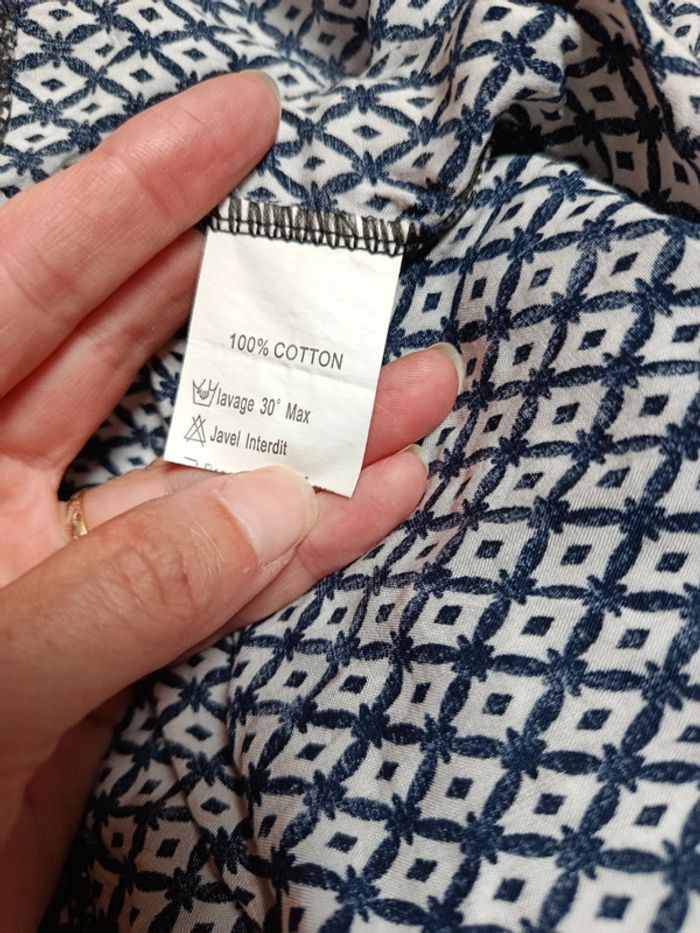 100% COTTON
lavage 30° Max
Javel Interdit